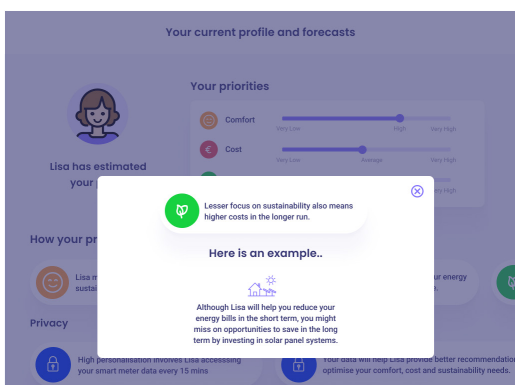 Your current profile and forecasts
Your priorities
Comfort
Very Low High Very High
Cost
Very Low Average Very High
Lisa has estimated
your
Very High
Lesser focus on sustainability also means
higher costs in the longer run.
Here is an example..
Although Lisa will help you reduce your
energy bills in the short term, you might
miss on opportunities to save in the long
term by investing in solar panel systems.
How your
Lisa
ur energy
Privacy
High personalisation involves Lisa accesssing
your smart meter data every 15 mins
Your data will help Lisa provide better recommendation
optimise your comfort, cost and sustainability needs.